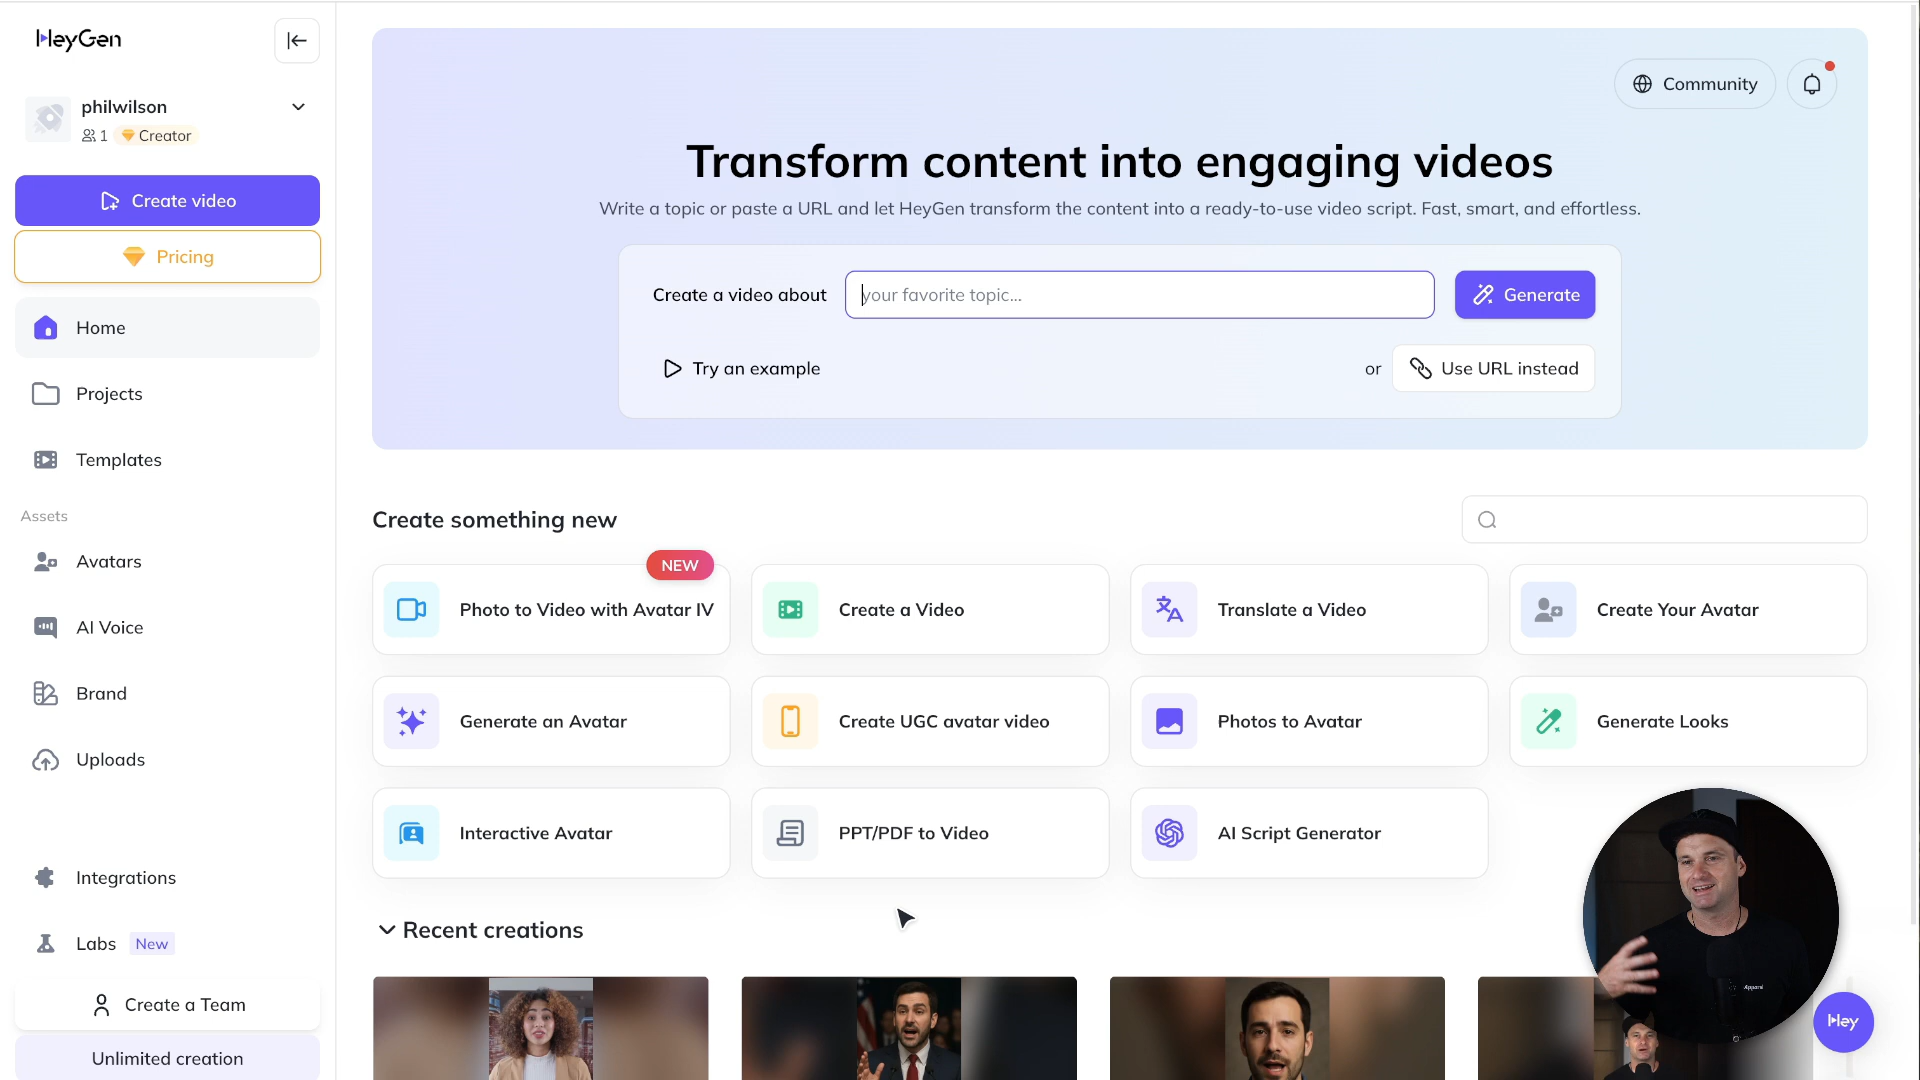 HeyGen
philwilson
1 Creator
Create video
Pricing
Home
Projects
Templates
Assets
Avatars
AI Voice
Brand
Uploads
Integrations
Labs New
Create a Team
Unlimited creation
Community
Transform content into engaging videos
Write a topic or paste a URL and let HeyGen transform the content into a ready-to-use video script. Fast, smart, and effortless.
Create a video about your favorite topic... Generate
Try an example or Use URL instead
Create something new
NEW
Photo to Video with Avatar IV Create a Video Translate a Video Create Your Avatar
Generate an Avatar Create UGC avatar video Photos to Avatar Generate Looks
Interactive Avatar PPT/PDF to Video AI Script Generator
Recent creations
Hey